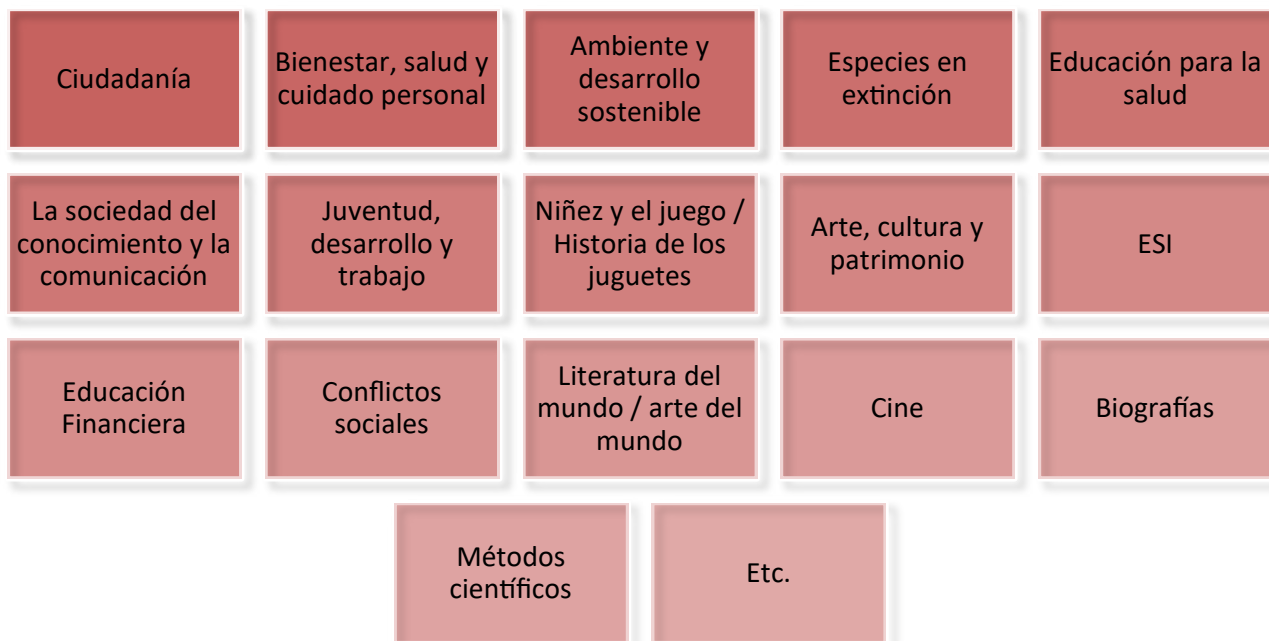 Ciudadanía
Bienestar, salud y
cuidado personal
Ambiente y
desarrollo
sostenible
Especies en
extinción
Educación para la
salud
La sociedad del
conocimiento y la
comunicación
Juventud,
desarrollo y
trabajo
Niñez y el juego /
Historia de los
juguetes
Arte, cultura y
patrimonio
ESI
Educación
Financiera
Conflictos
sociales
Literatura del
mundo / arte del
mundo
Cine
Biografías
Métodos
científicos
Etc.